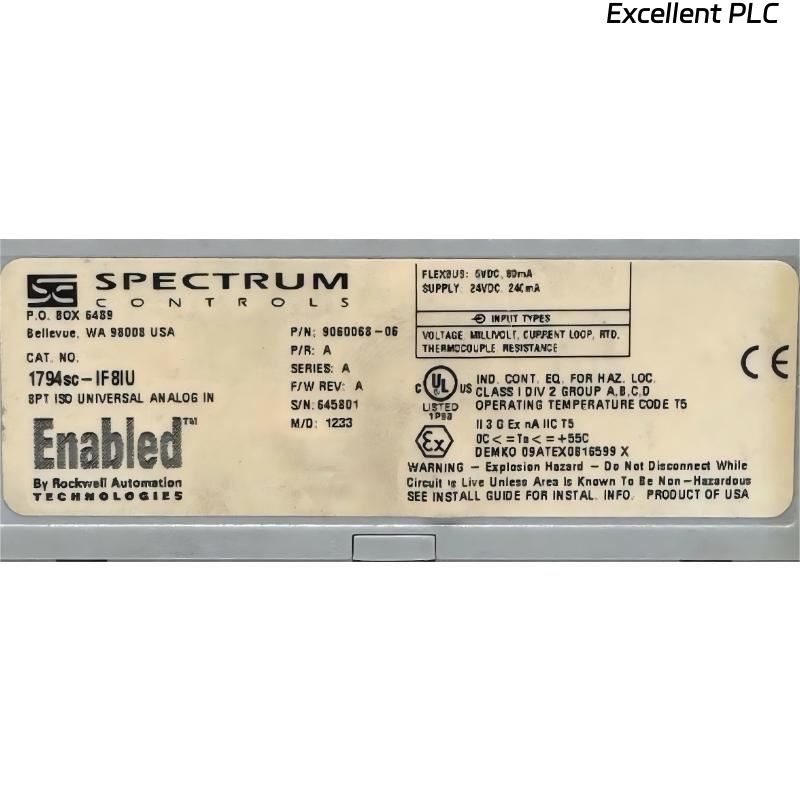 Excellent PLC
SPECTRUM
CONTROLS
P.O. BOX 6489
Bellevue, WA 98008 USA
CAT. NO.
1794sc-IF8IU
8PT ISO UNIVERSAL ANALOG IN
Enabled™
By Rockwell Automation
TECHNOLOGIES
P/N: 9060068-06
P/R: A
SERIES: A
F/W REV: A
S/N: 645801
M/D: 1233
FLEXBUS: 5VDC, 80mA
SUPPLY: 24VDC, 240mA
INPUT TYPES
VOLTAGE, MILLIVOLT, CURRENT LOOP, RTD,
THERMOCOUPLE RESISTANCE
C UL US
LISTED
IND. CONT. EQ. FOR HAZ. LOC.
CLASS I DIV 2 GROUP A,B,C,D
OPERATING TEMPERATURE CODE T5
Ex
II 3 G Ex nA IIC T5
0C <=Ta<=+55C
DEMKO 09ATEX0816599 X
CE
WARNING - Explosion Hazard - Do Not Disconnect While
Circuit is Live Unless Area Is Known To Be Non-Hazardous
SEE INSTALL GUIDE FOR INSTAL. INFO. PRODUCT OF USA